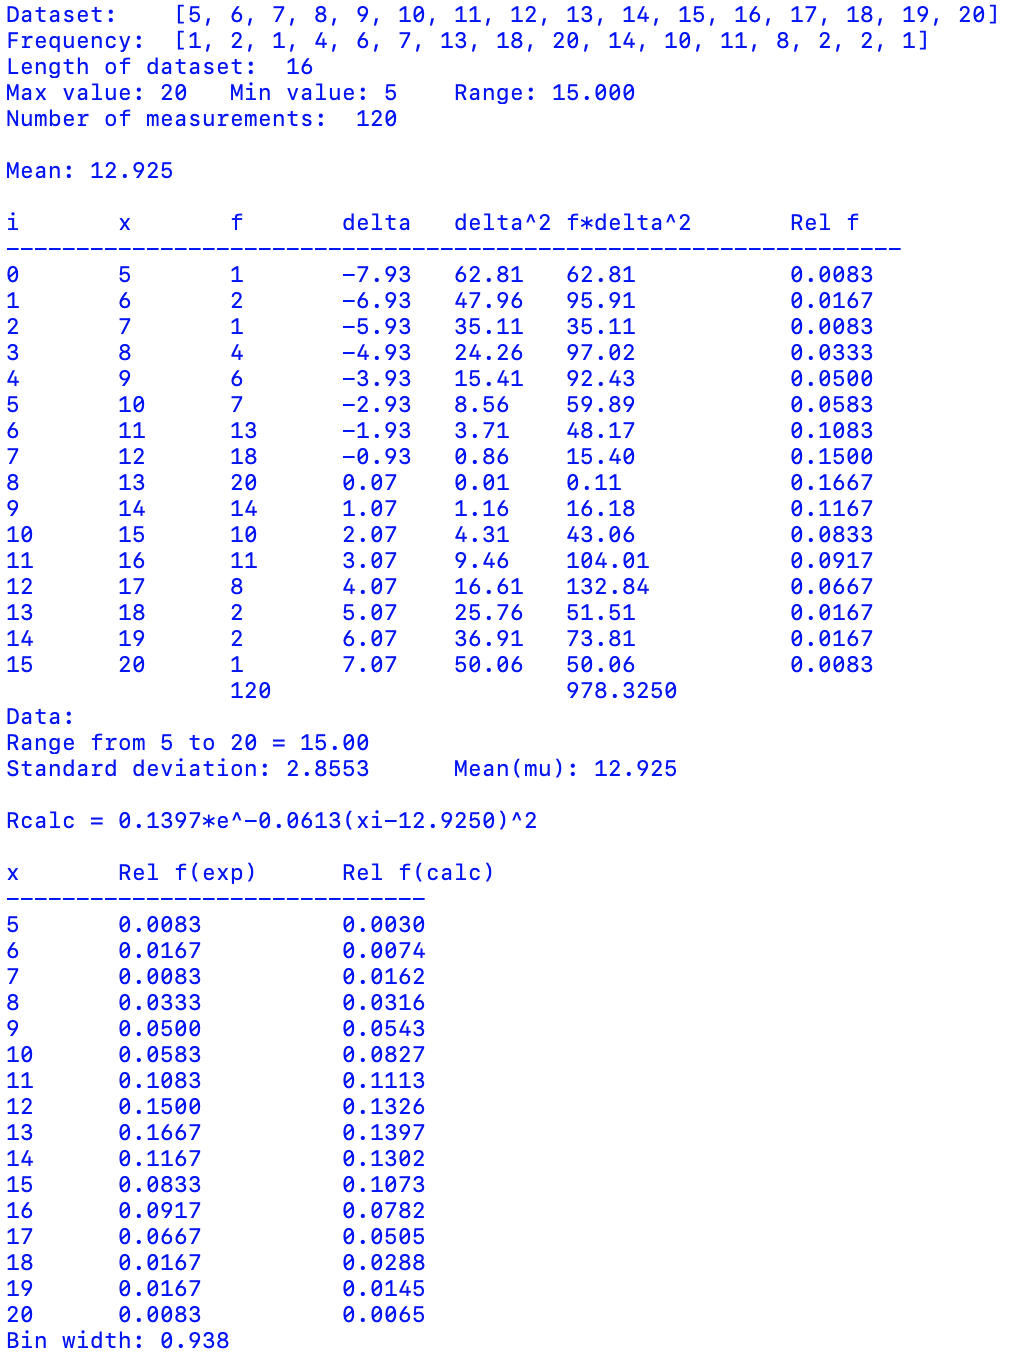 Dataset:    [5, 6, 7, 8, 9, 10, 11, 12, 13, 14, 15, 16, 17, 18, 19, 20]
Frequency:  [1, 2, 1, 4, 6, 7, 13, 18, 20, 14, 10, 11, 8, 2, 2, 1]
Length of dataset:  16
Max value: 20   Min value: 5    Range: 15.000
Number of measurements:  120
Mean: 12.925
i       x       f       delta   delta^2 f*delta^2       Rel f
----------------------------------------------------------------
0       5       1       -7.93   62.81   62.81           0.0083
1       6       2       -6.93   47.96   95.91           0.0167
2       7       1       -5.93   35.11   35.11           0.0083
3       8       4       -4.93   24.26   97.02           0.0333
4       9       6       -3.93   15.41   92.43           0.0500
5       10      7       -2.93   8.56    59.89           0.0583
6       11      13      -1.93   3.71    48.17           0.1083
7       12      18      -0.93   0.86    15.40           0.1500
8       13      20      0.07    0.01    0.11            0.1667
9       14      14      1.07    1.16    16.18           0.1167
10      15      10      2.07    4.31    43.06           0.0833
11      16      11      3.07    9.46    104.01          0.0917
12      17      8       4.07    16.61   132.84          0.0667
13      18      2       5.07    25.76   51.51           0.0167
14      19      2       6.07    36.91   73.81           0.0167
15      20      1       7.07    50.06   50.06           0.0083
                120                     978.3250
Data:
Range from 5 to 20 = 15.00
Standard deviation: 2.8553      Mean(mu): 12.925
Rcalc = 0.1397*e^-0.0613(xi-12.9250)^2
x       Rel f(exp)      Rel f(calc)
------------------------------
5       0.0083          0.0030
6       0.0167          0.0074
7       0.0083          0.0162
8       0.0333          0.0316
9       0.0500          0.0543
10      0.0583          0.0827
11      0.1083          0.1113
12      0.1500          0.1326
13      0.1667          0.1397
14      0.1167          0.1302
15      0.0833          0.1073
16      0.0917          0.0782
17      0.0667          0.0505
18      0.0167          0.0288
19      0.0167          0.0145
20      0.0083          0.0065
Bin width: 0.938